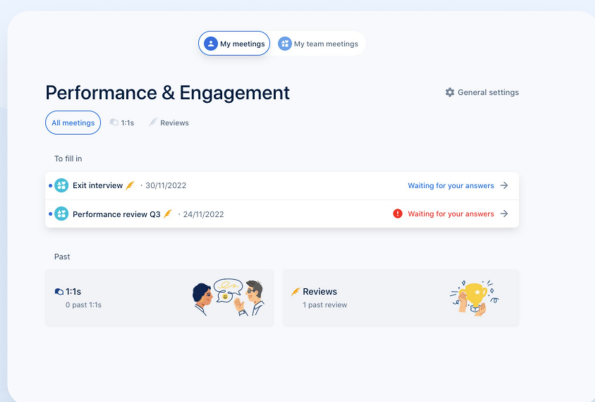 My meetings My team meetings
Performance & Engagement
General settings
All meetings 1:1s Reviews
To fill in
Exit interview · 30/11/2022 Waiting for your answers →
Performance review Q3 · 24/11/2022 ! Waiting for your answers →
Past
1:1s
0 past 1:1s
Reviews
1 past review